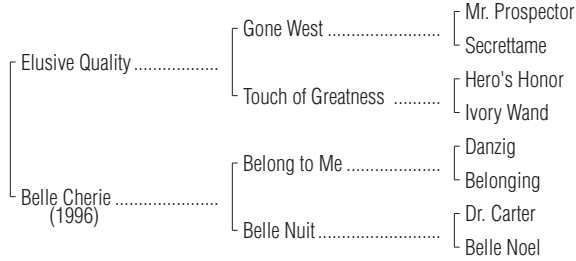 Mr. Prospector
Gone West ......................
Secrettame
Elusive Quality ................
Hero's Honor
Touch of Greatness .........
Ivory Wand
Danzig
Belong to Me ..................
Belonging
Belle Cherie ...................
(1996)
Dr. Carter
Belle Nuit .......................
Belle Noel